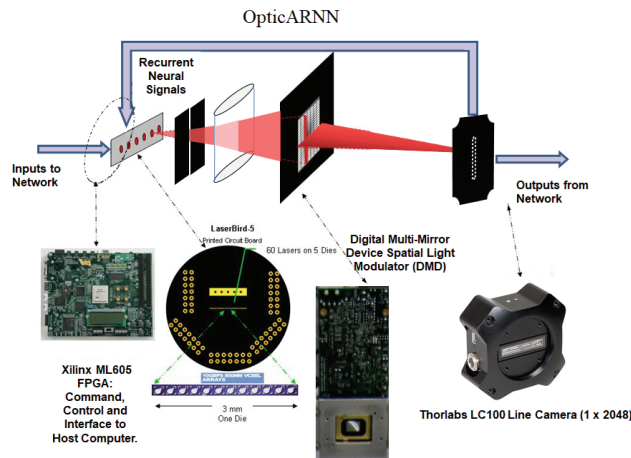 OpticARNN
Recurrent
Neural
Signals
Inputs to
Network
Outputs from
Network
LaserBird-5
Printed Circuit Board
60 Lasers on 5 Dies
Digital Multi-Mirror
Device Spatial Light
Modulator (DMD)
ARRAYS
3 mm
One Die
Xilinx ML605
FPGA:
Command,
Control and
Interface to
Host Computer.
Thorlabs LC100 Line Camera (1 x 2048)